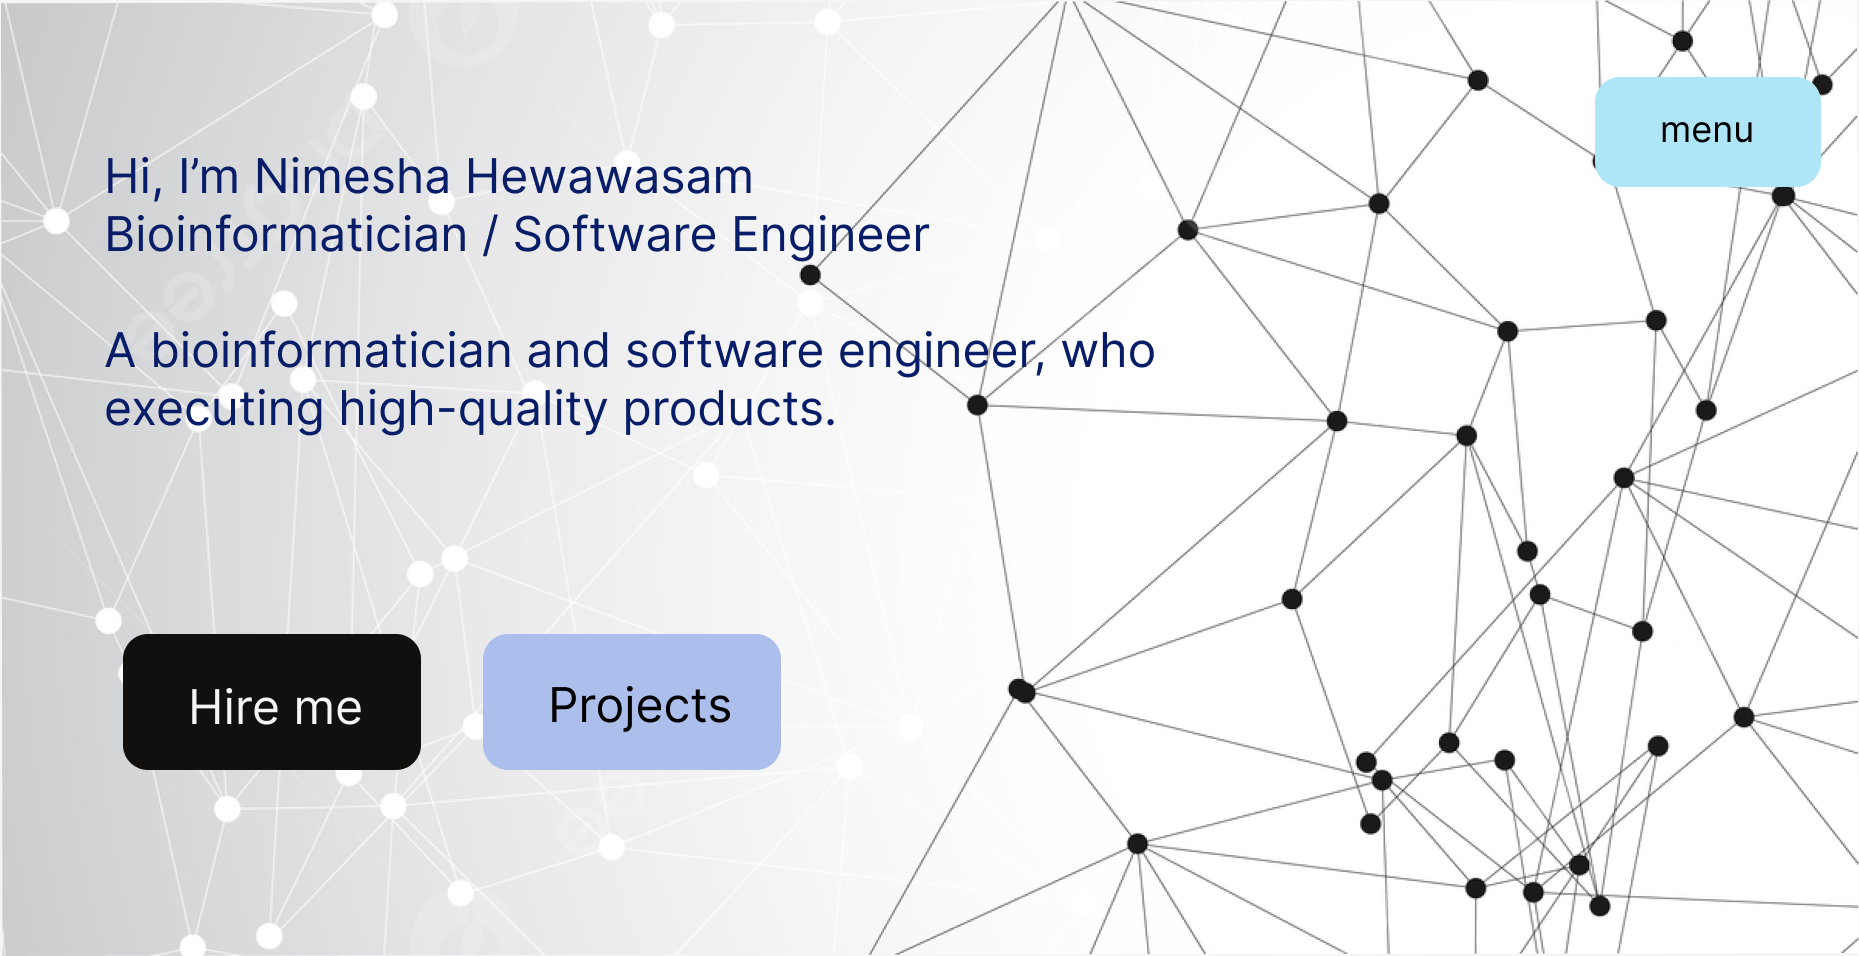 menu
Hi, I’m Nimesha Hewawasam
Bioinformatician / Software Engineer
A bioinformatician and software engineer, who
executing high-quality products.
Hire me
Projects